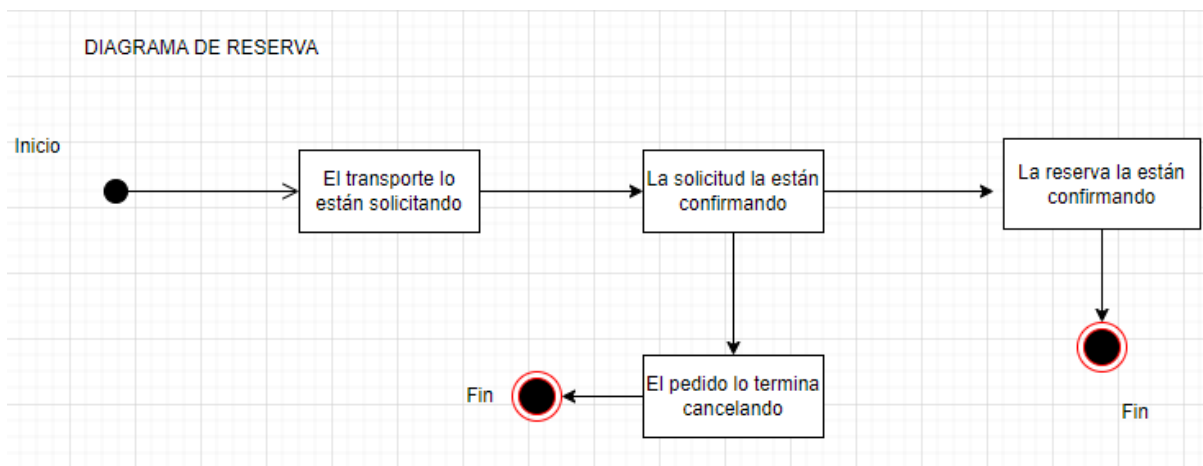 DIAGRAMA DE RESERVA
Inicio
El transporte lo
están solicitando
La solicitud la están
confirmando
La reserva la están
confirmando
El pedido lo termina
cancelando
Fin
Fin